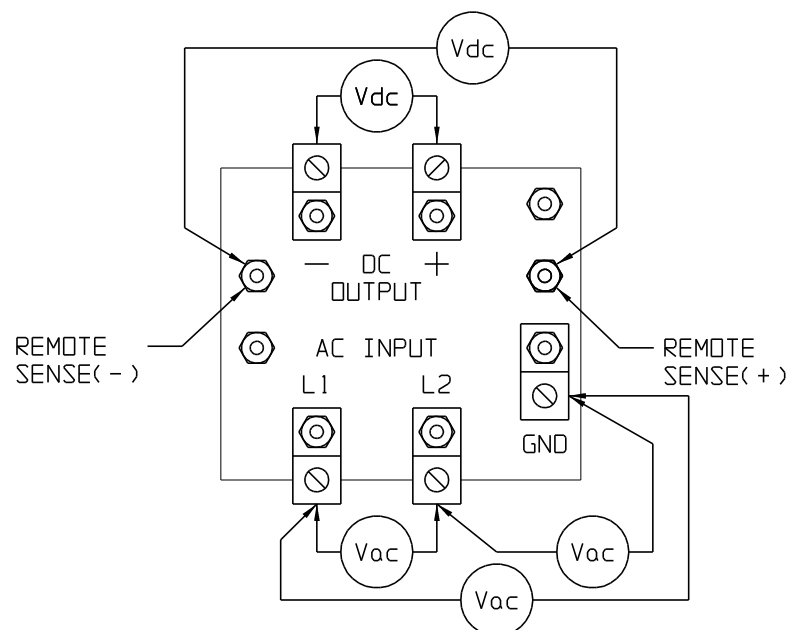 Vdc
Vdc
— DC +
OUTPUT
REMOTE
SENSE(-)
AC INPUT
REMOTE
SENSE(+)
L1
L2
GND
Vac
Vac
Vac